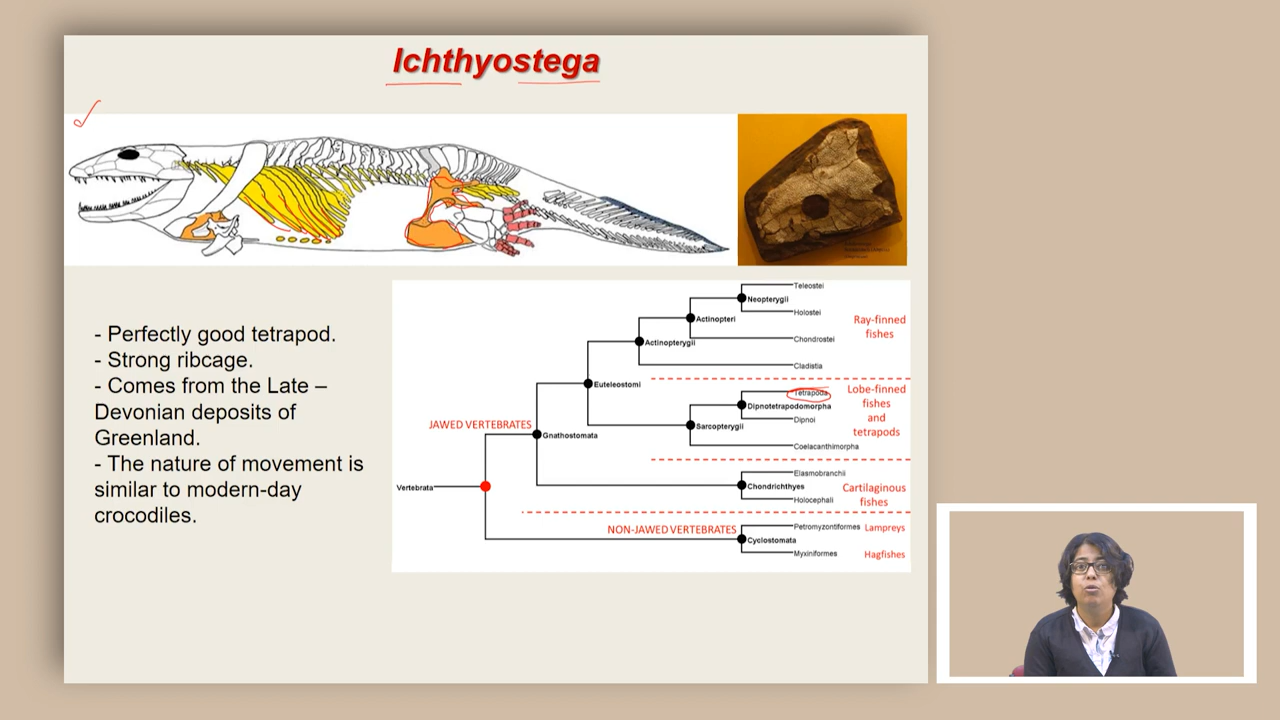 Ichthyostega
- Perfectly good tetrapod.
- Strong ribcage.
- Comes from the Late –
Devonian deposits of
Greenland.
- The nature of movement is
similar to modern-day
crocodiles.
Teleostei
Neopterygii
Holostei
Actinopteri
Chondrostei
Actinopterygii
Cladistia
Ray-finned
fishes
Euteleostomi
Tetrapoda
Dipnotetrapodomorpha
Dipnoi
Sarcopterygii
Coelacanthimorpha
Lobe-finned
fishes
and
tetrapods
JAWED VERTEBRATES
Gnathostomata
Elasmobranchii
Chondrichthyes
Holocephali
Cartilaginous
fishes
Vertebrata
NON-JAWED VERTEBRATES
Petromyzontiformes
Lampreys
Cyclostomata
Myxiniformes
Hagfishes